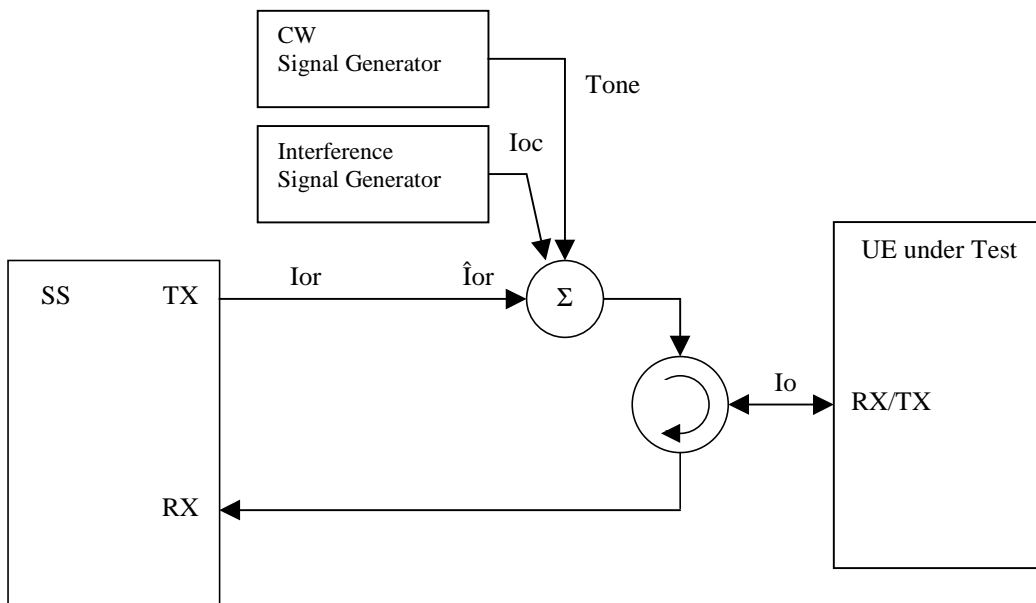 CW
Signal Generator
Tone
Ioc
Interference
Signal Generator
UE under Test
SS
TX
Ior
Îor
Σ
Io
RX/TX
RX